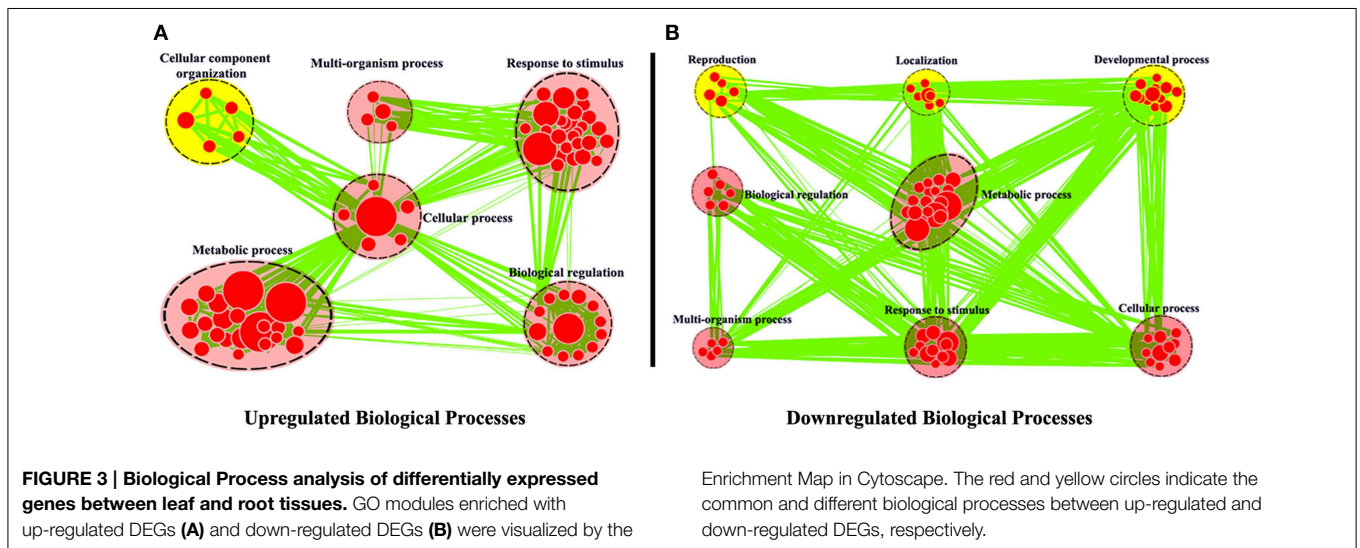 A
B
Cellular component
organization
Multi-organism process
Response to stimulus
Reproduction
Localization
Developmental process
Cellular process
Biological regulation
Metabolic process
Metabolic process
Biological regulation
Multi-organism process
Response to stimulus
Cellular process
Upregulated Biological Processes
Downregulated Biological Processes
FIGURE 3 | Biological Process analysis of differentially expressed
genes between leaf and root tissues. GO modules enriched with
up-regulated DEGs (A) and down-regulated DEGs (B) were visualized by the
Enrichment Map in Cytoscape. The red and yellow circles indicate the
common and different biological processes between up-regulated and
down-regulated DEGs, respectively.